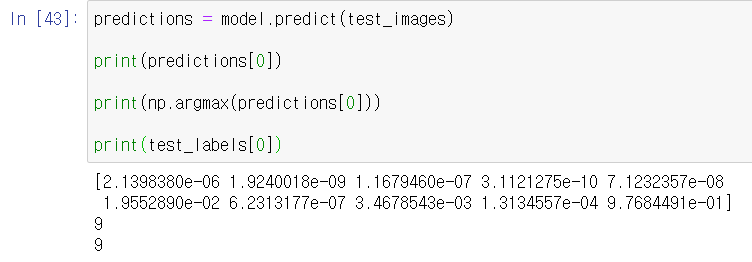 In [43]: predictions = model.predict(test_images)
print(predictions[0])
print(np.argmax(predictions[0]))
print(test_labels[0])
[2.1398380e-06 1.9240018e-09 1.1679460e-07 3.1121275e-10 7.1232357e-08
1.9552890e-02 6.2313177e-07 3.4678543e-03 1.3134557e-04 9.7684491e-01]
9
9